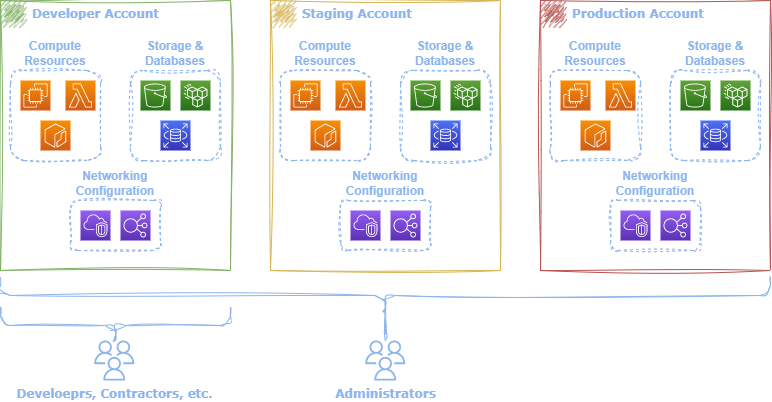 Developer Account
Compute
Resources
Storage &
Databases
Networking
Configuration
Staging Account
Compute
Resources
Storage &
Databases
Networking
Configuration
Production Account
Compute
Resources
Storage &
Databases
Networking
Configuration
Develoeprs, Contractors, etc.
Administrators